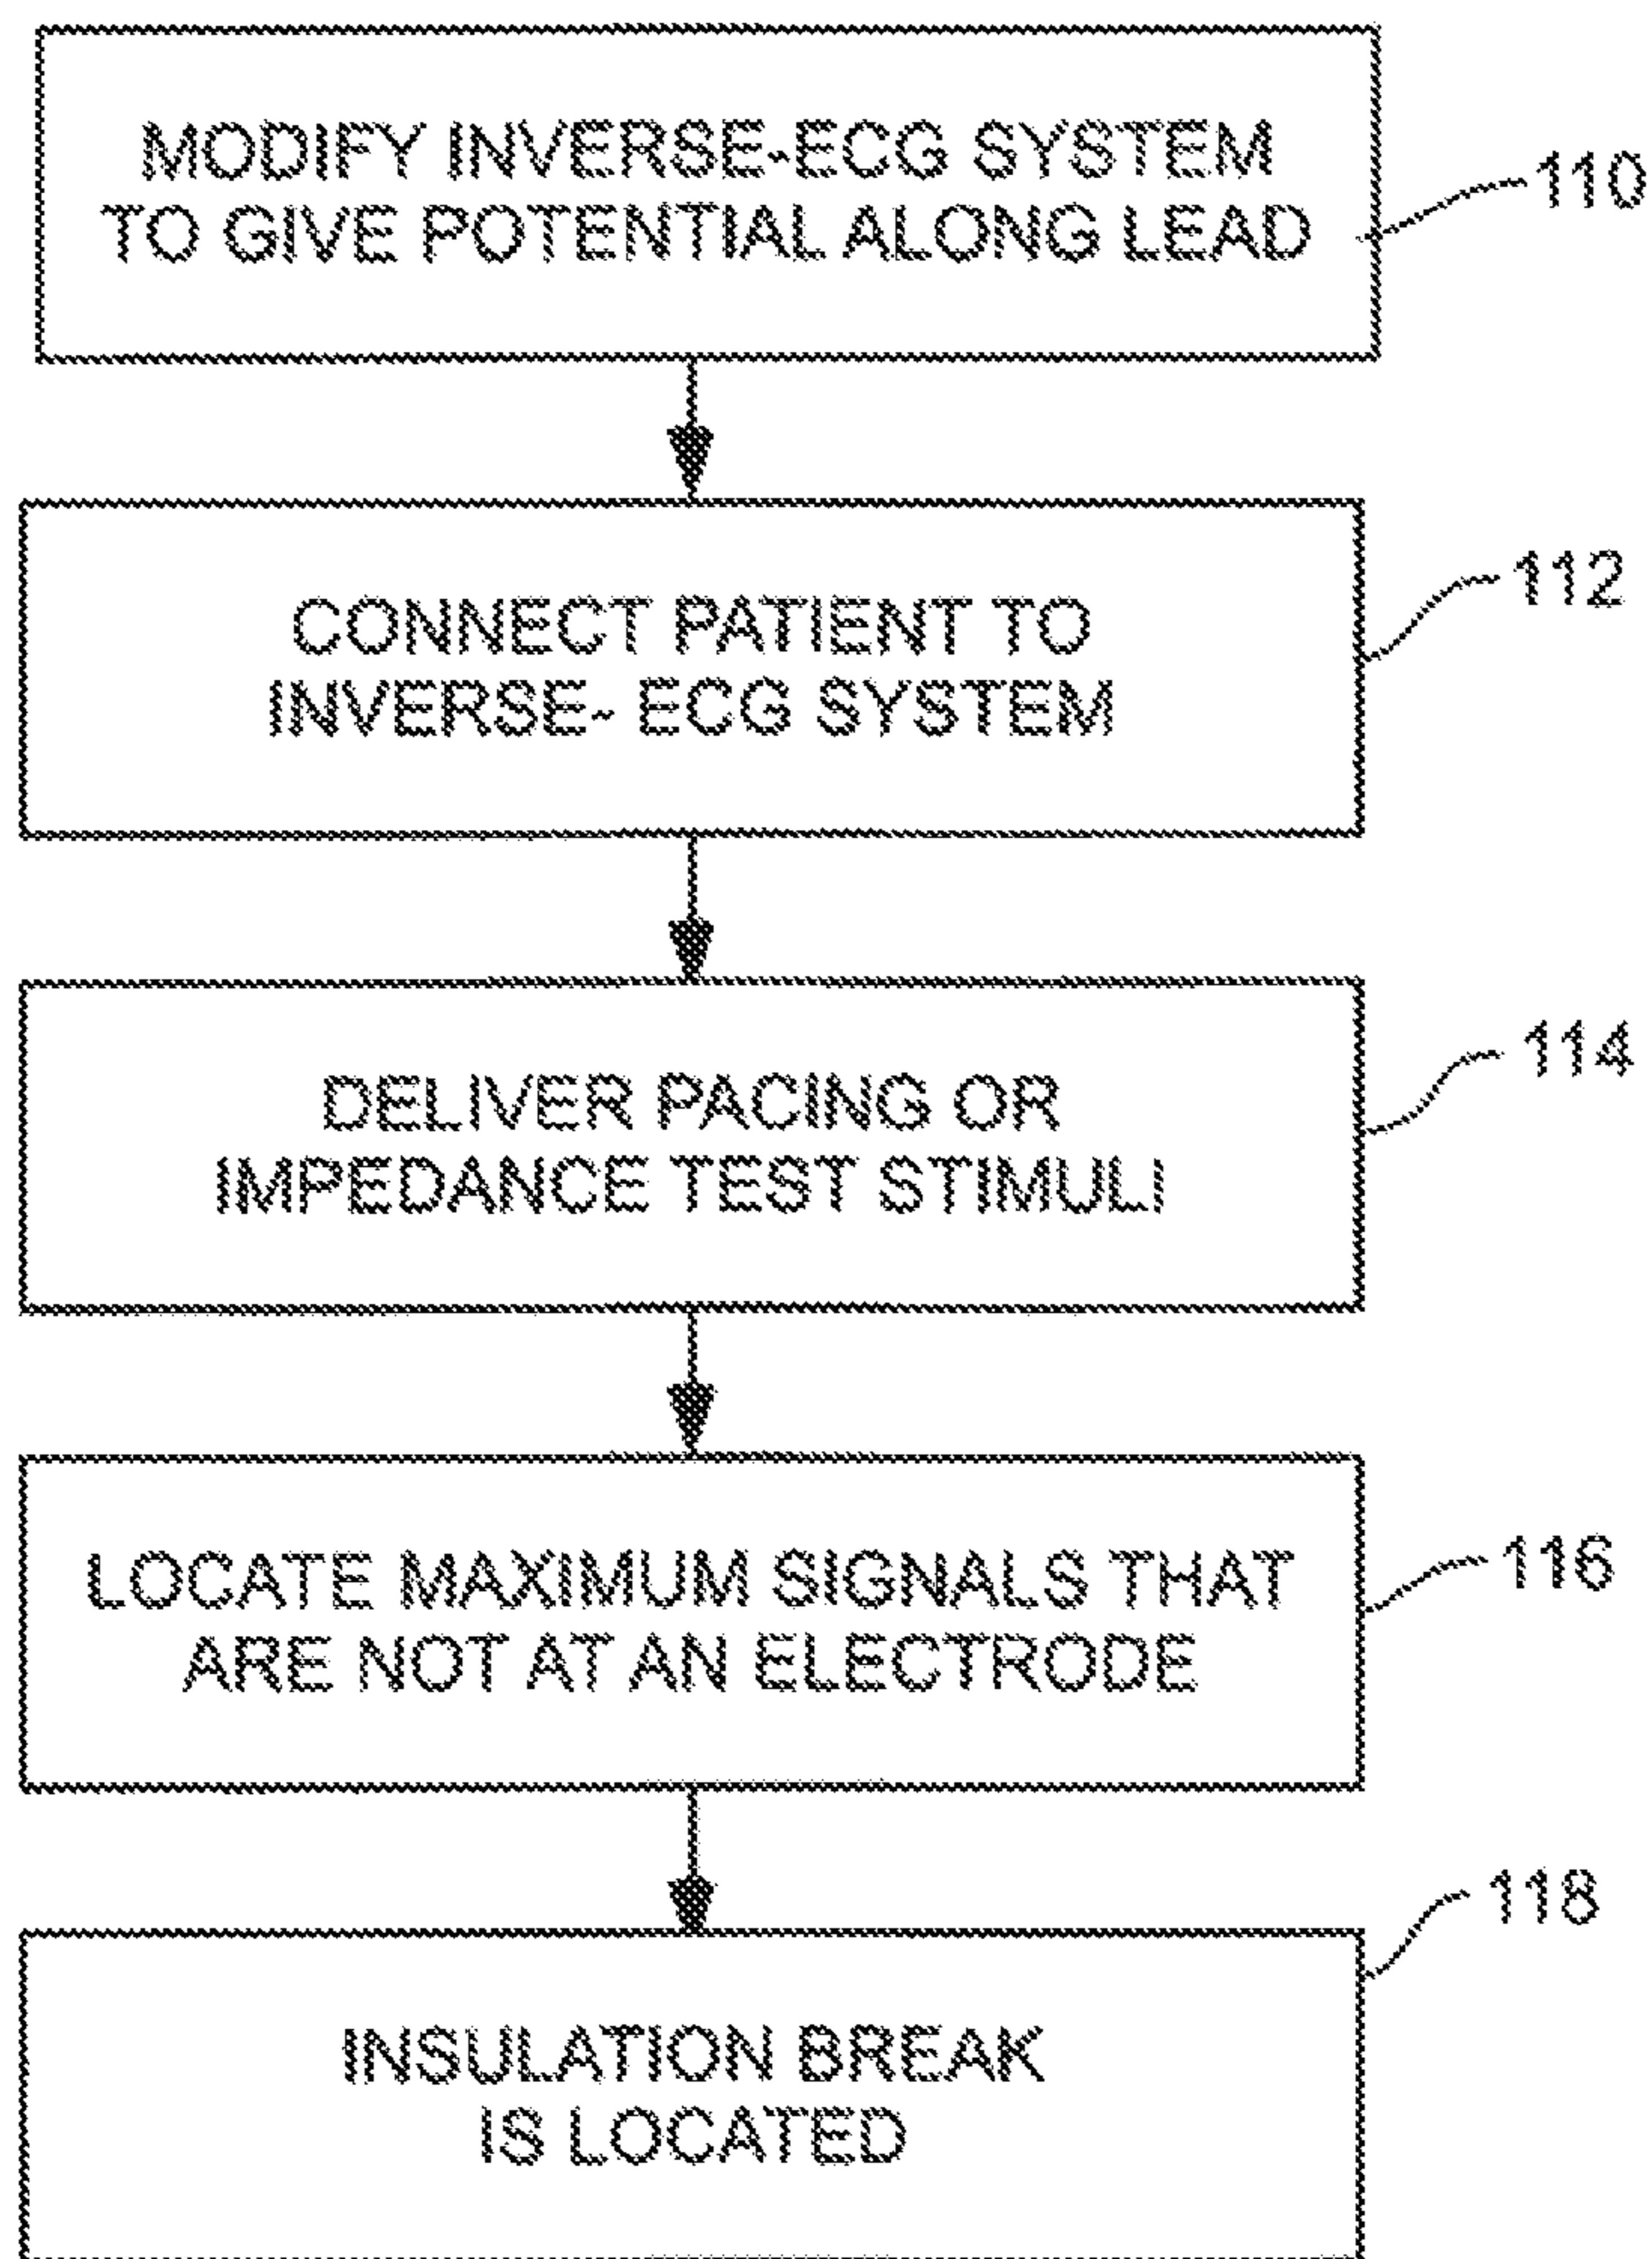 MODIFY INVERSE-ECG SYSTEM
TO GIVE POTENTIAL ALONG LEAD
110
CONNECT PATIENT TO
INVERSE- ECG SYSTEM
112
DELIVER PACING OR
IMPEDANCE TEST STIMULI
114
LOCATE MAXIMUM SIGNALS THAT
ARE NOT AT AN ELECTRODE
116
INSULATION BREAK
IS LOCATED
118